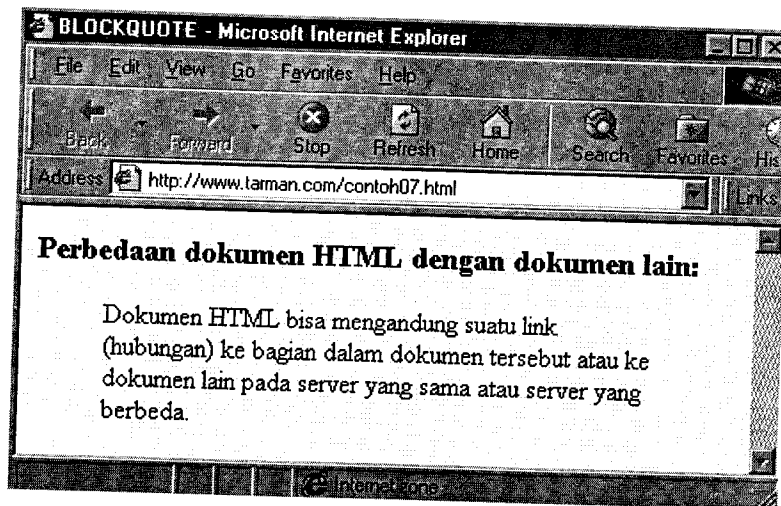 BLOCKQUOTE - Microsoft Internet Explorer
File Edit View Go Favorites Help
Back Forward Stop Refresh Home Search Favorites Hi
Address http://www.tarman.com/contoh07.html Links
Perbedaan dokumen HTML dengan dokumen lain:
Dokumen HTML bisa mengandung suatu link
(hubungan) ke bagian dalam dokumen tersebut atau ke
dokumen lain pada server yang sama atau server yang
berbeda.
Internet zone